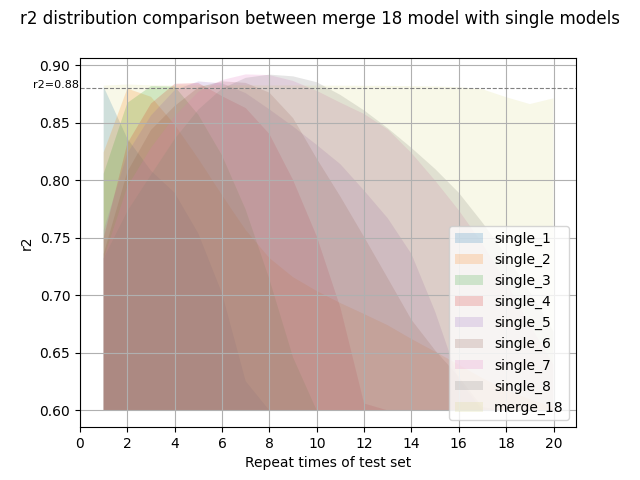 r2 distribution comparison between merge 18 model with single models
0.90
r2=0.88
0.85
0.80
0.75
0.70
0.65
0.60
r2
0 2 4 6 8 10 12 14 16 18 20
Repeat times of test set
single_1
single_2
single_3
single_4
single_5
single_6
single_7
single_8
merge_18